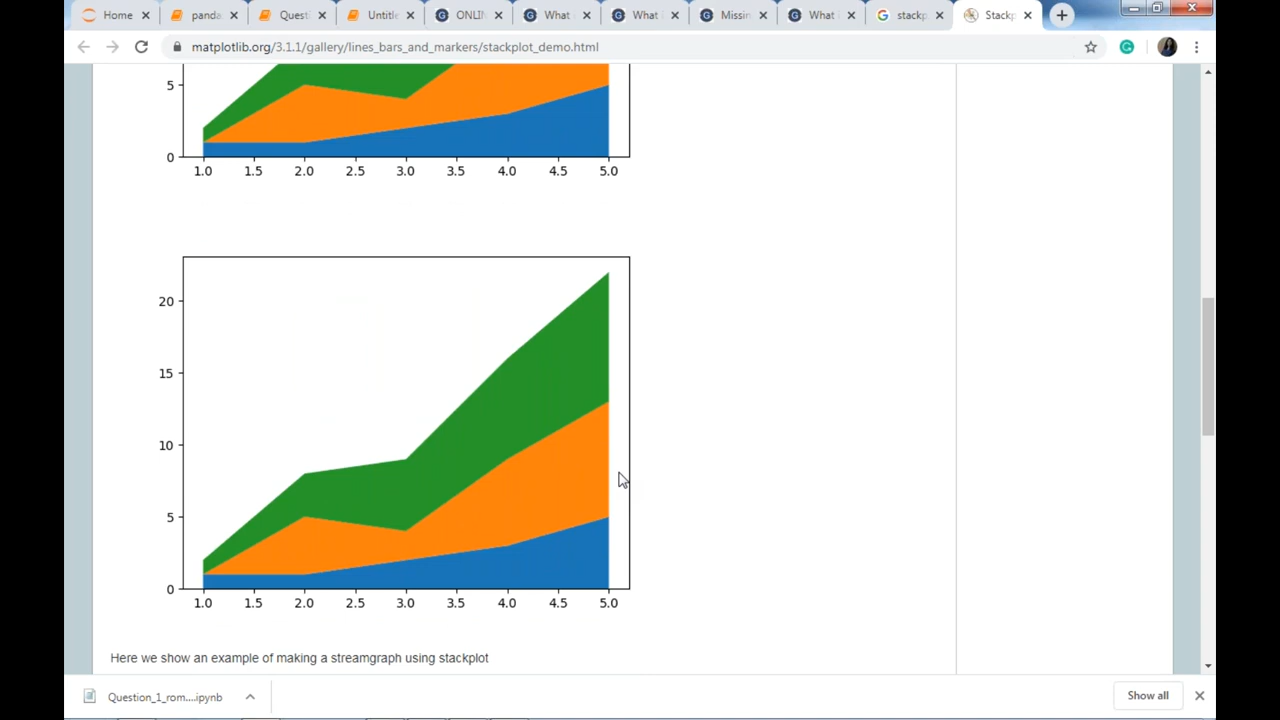 Home panda Questi Untitle ONLIN What What Missin What stackp Stackp
matplotlib.org/3.1.1/gallery/lines_bars_and_markers/stackplot_demo.html
5
0
1.0 1.5 2.0 2.5 3.0 3.5 4.0 4.5 5.0
20
15
10
5
0
1.0 1.5 2.0 2.5 3.0 3.5 4.0 4.5 5.0
Here we show an example of making a streamgraph using stackplot
Question_1_rom....ipynb Show all